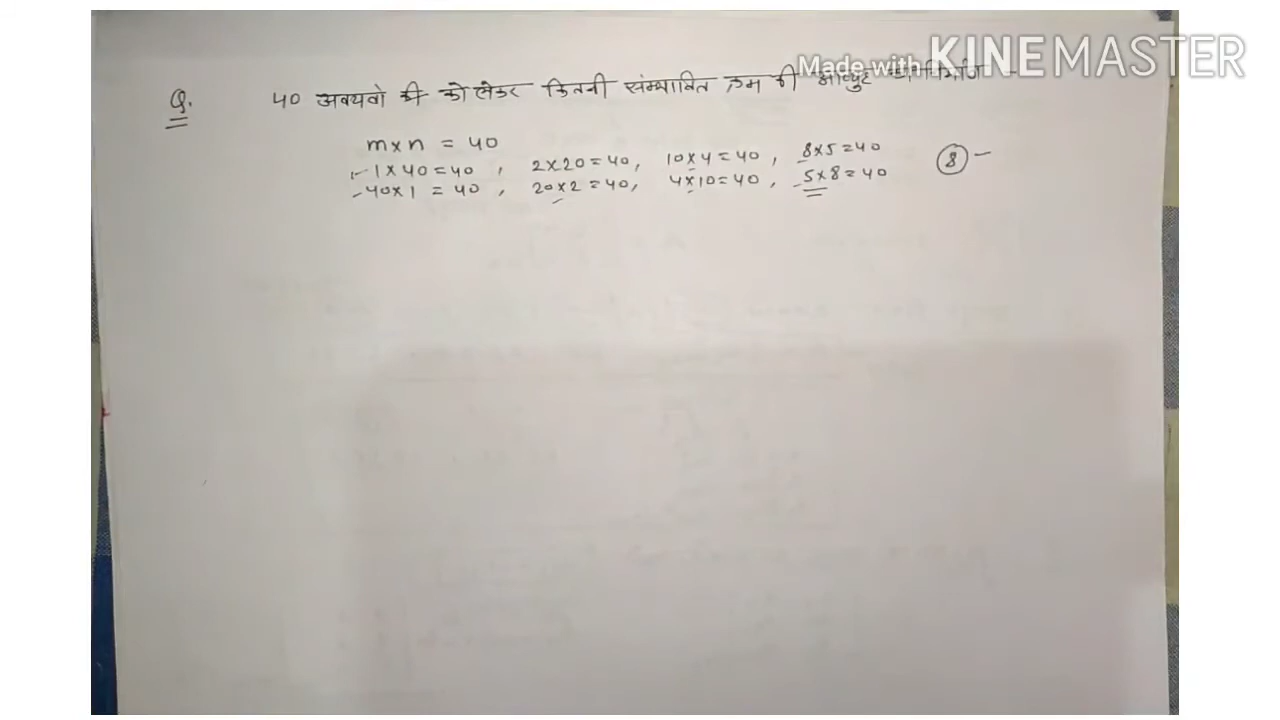 Made with KINEMASTER
Q. 40 अवयवो की को लेकर कितनी संम्भावित क्रम की आव्युह का निर्माण -
m×n = 40
1 × 40 = 40 , 2×20 = 40, 10×4 = 40 , 8×5 = 40
40×1 = 40 , 20×2 = 40, 4×10 = 40 , 5×8 = 40
8 -